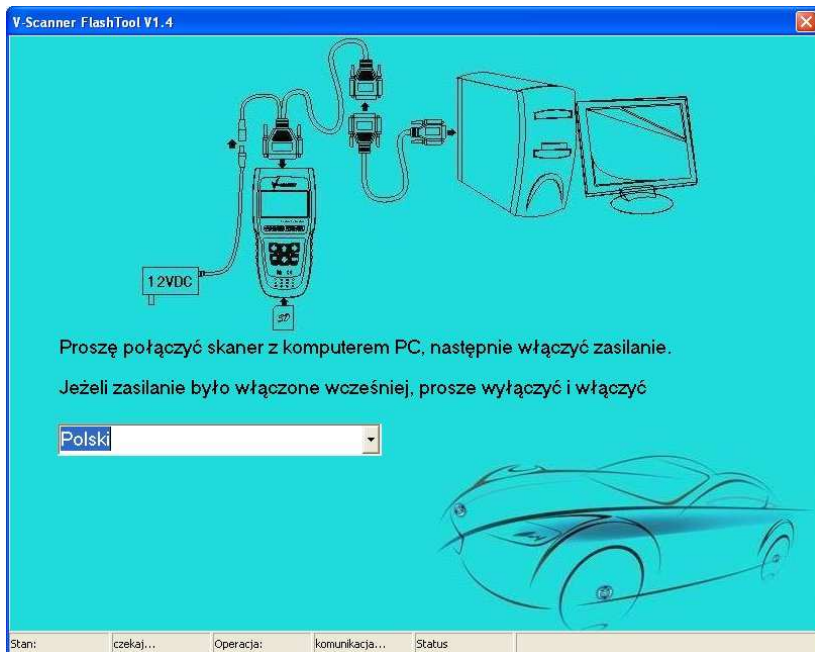 V-Scanner FlashTool V1.4
12VDC
SD
Proszę połączyć skaner z komputerem PC, następnie włączyć zasilanie.
Jeżeli zasilanie było włączone wcześniej, prosze wyłączyć i włączyć
Polski
Stan: czekaj... Operacja: komunikacja... Status